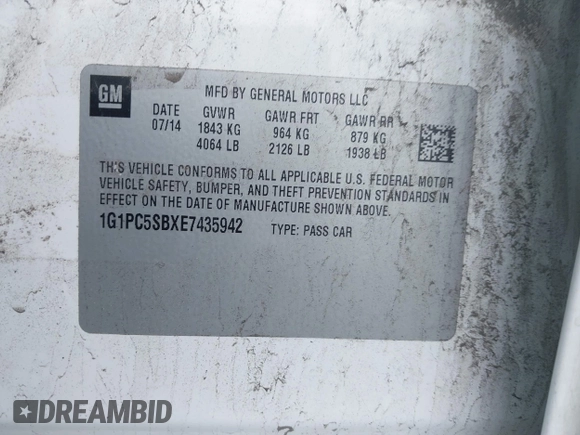 GM
MFD BY GENERAL MOTORS LLC
DATE GVWR GAWR FRT GAWR RR
07/14 1843 KG 964 KG 879 KG
4064 LB 2126 LB 1938 LB
THIS VEHICLE CONFORMS TO ALL APPLICABLE U.S. FEDERAL MOTOR
VEHICLE SAFETY, BUMPER, AND THEFT PREVENTION STANDARDS IN
EFFECT ON THE DATE OF MANUFACTURE SHOWN ABOVE.
1G1PC5SBXE7435942 TYPE: PASS CAR
DREAMBID